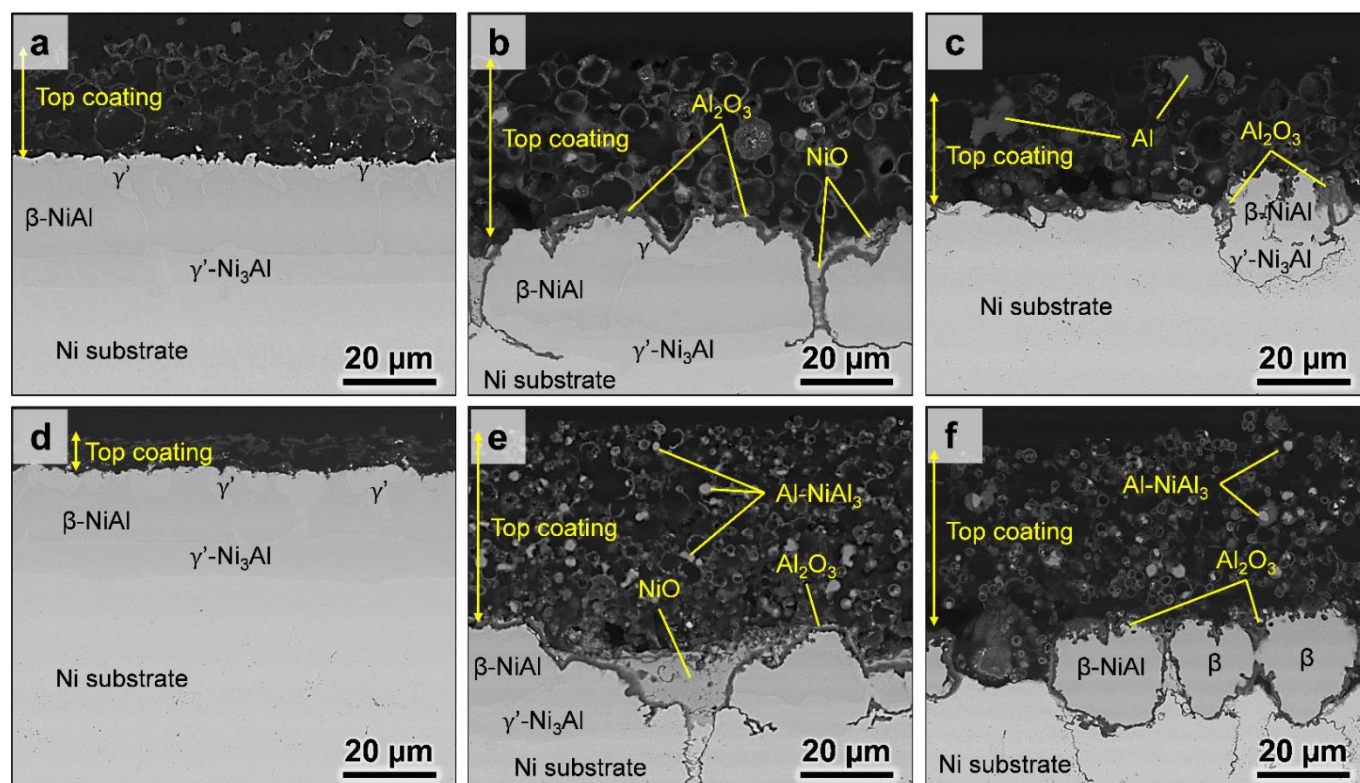 a
Top coating
γ'
γ'
β-NiAl
γ'-Ni₃Al
Ni substrate
20 μm
b
Al₂O₃
Top coating
NiO
γ'
β-NiAl
γ'-Ni₃Al
Ni substrate
20 μm
c
Al
Al₂O₃
Top coating
β-NiAl
γ'-Ni₃Al
Ni substrate
20 μm
d
Top coating
γ'
γ'
β-NiAl
γ'-Ni₃Al
Ni substrate
20 μm
e
Al-NiAl₃
Top coating
Al₂O₃
NiO
β-NiAl
γ'-Ni₃Al
Ni substrate
20 μm
f
Al-NiAl₃
Top coating
Al₂O₃
β-NiAl
β
β
Ni substrate
20 μm